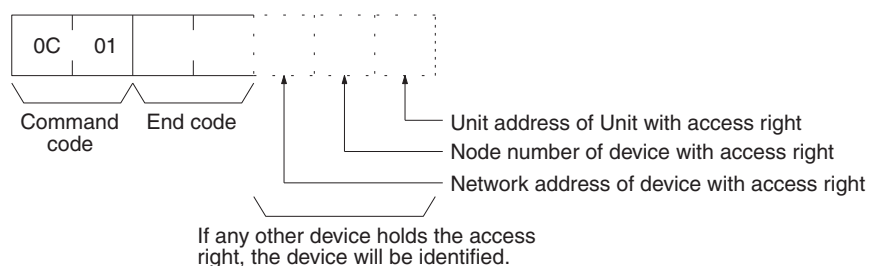 0C 01
Command
code
End code
Unit address of Unit with access right
Node number of device with access right
Network address of device with access right
If any other device holds the access
right, the device will be identified.